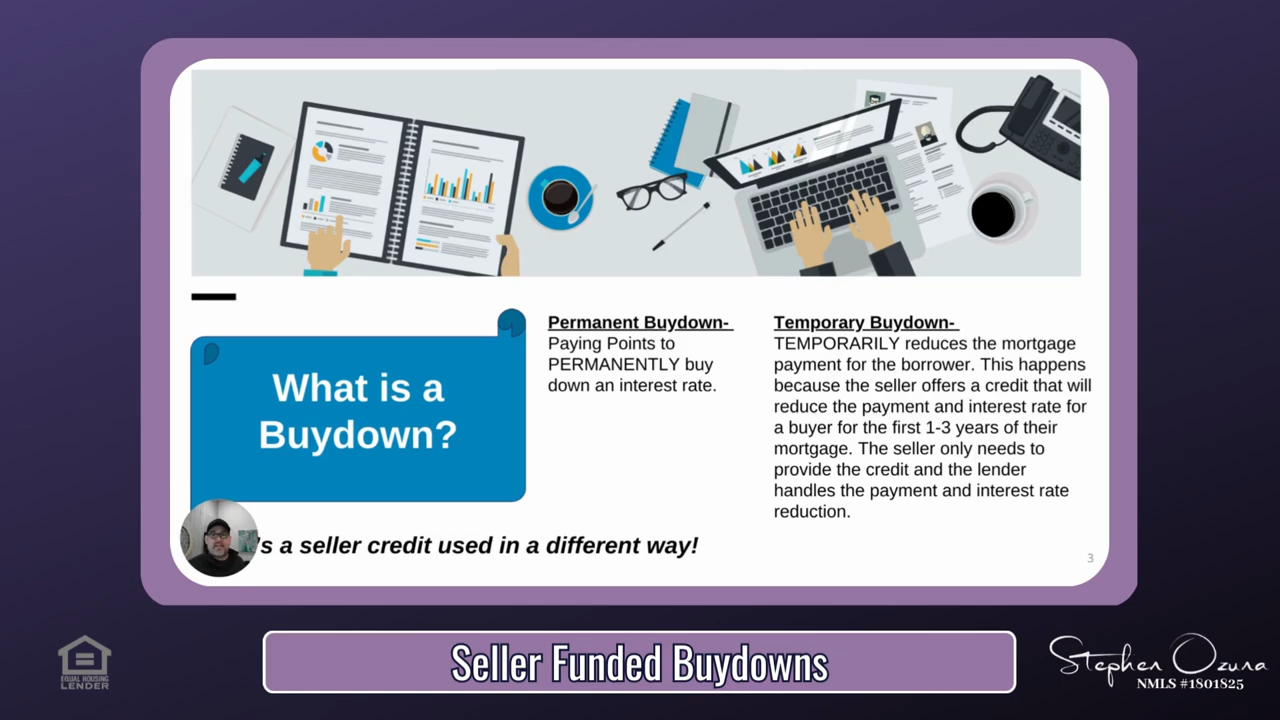 What is a
Buydown?
Permanent Buydown-
Paying Points to
PERMANENTLY buy
down an interest rate.
Temporary Buydown-
TEMPORARILY reduces the mortgage
payment for the borrower. This happens
because the seller offers a credit that will
reduce the payment and interest rate for
a buyer for the first 1-3 years of their
mortgage. The seller only needs to
provide the credit and the lender
handles the payment and interest rate
reduction.
's a seller credit used in a different way!
3
EQUAL HOUSING
LENDER
Seller Funded Buydowns
Stephen Ozuna
NMLS #1801825